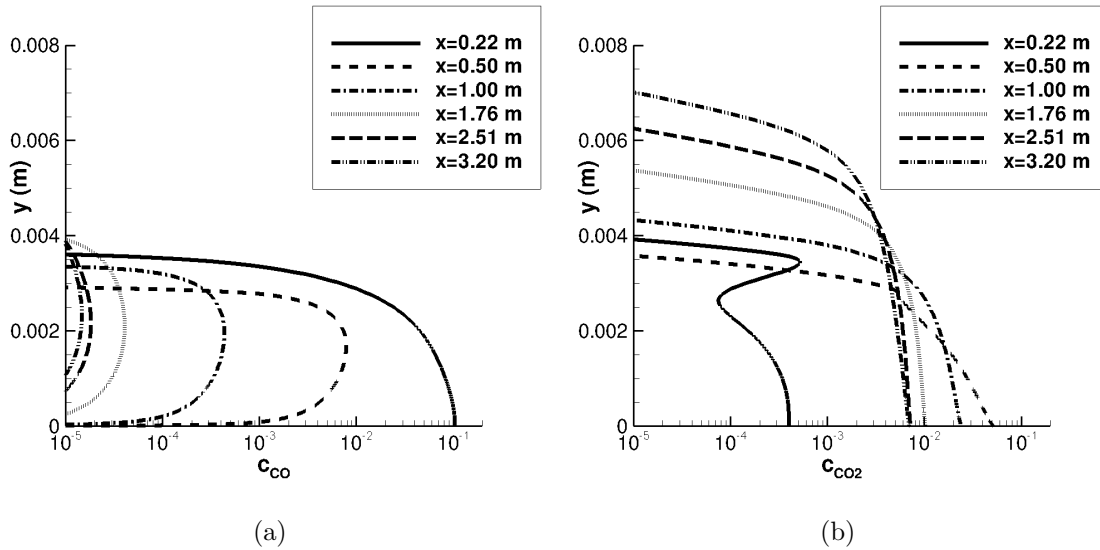 x=0.22 m
x=0.50 m
x=1.00 m
x=1.76 m
x=2.51 m
x=3.20 m
0.008
0.006
0.004
0.002
0
y (m)
10⁻⁵ 10⁻⁴ 10⁻³ 10⁻² 10⁻¹
c_CO
(a)
x=0.22 m
x=0.50 m
x=1.00 m
x=1.76 m
x=2.51 m
x=3.20 m
0.008
0.006
0.004
0.002
0
y (m)
10⁻⁵ 10⁻⁴ 10⁻³ 10⁻² 10⁻¹
c_CO2
(b)